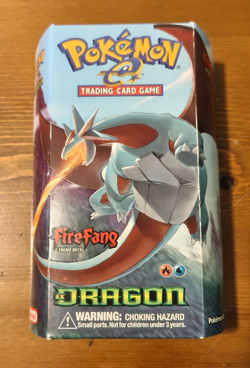 POKéMON
e
TRADING CARD GAME
FireFang
THEME DECK
EX
DRAGON
WARNING: CHOKING HAZARD
Small parts. Not for children under 3 years.